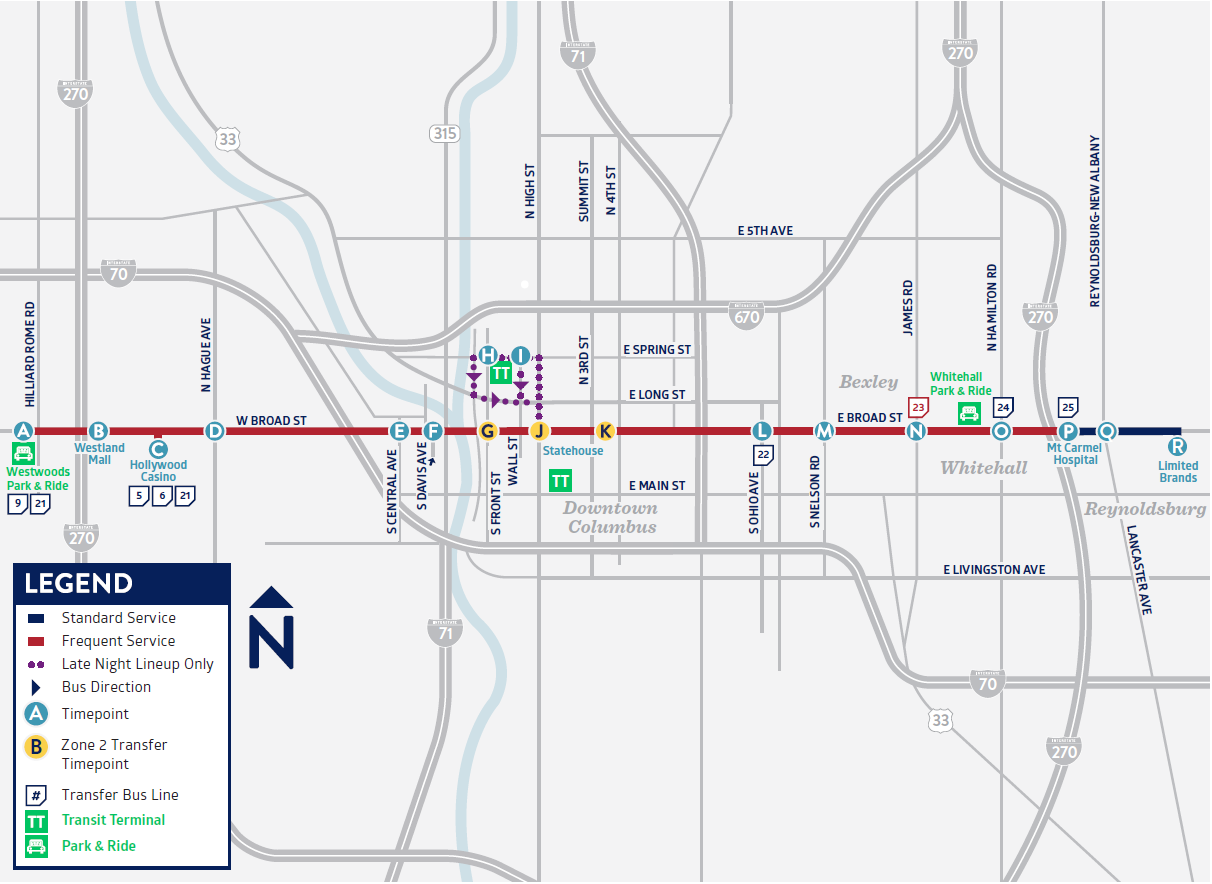 71
270
INTERSTATE
270
33
315
N HIGH ST
SUMMIT ST
N 4TH ST
REYNOLDSBURG-NEW ALBANY
E 5TH AVE
70
HILLIARD ROME RD
N HAGUE AVE
670
JAMES RD
N HAMILTON RD
270
N 3RD ST
E SPRING ST
H
I
TT
E LONG ST
Bexley
Whitehall
Park & Ride
23
24
25
W BROAD ST
E BROAD ST
A
B
C
D
E
F
G
J
K
L
M
N
O
P
Q
R
Westwoods
Park & Ride
9
21
Westland
Mall
Hollywood
Casino
5
6
21
S CENTRAL AVE
S DAVIS AVE
S FRONT ST
WALL ST
Statehouse
TT
E MAIN ST
Downtown
Columbus
22
S OHIO AVE
S NELSON RD
Whitehall
Mt Carmel
Hospital
Limited
Brands
Reynoldsburg
LANCASTER AVE
270
E LIVINGSTON AVE
71
70
33
270
LEGEND
Standard Service
Frequent Service
Late Night Lineup Only
Bus Direction
A
Timepoint
B
Zone 2 Transfer
Timepoint
#
Transfer Bus Line
TT
Transit Terminal
Park & Ride
N